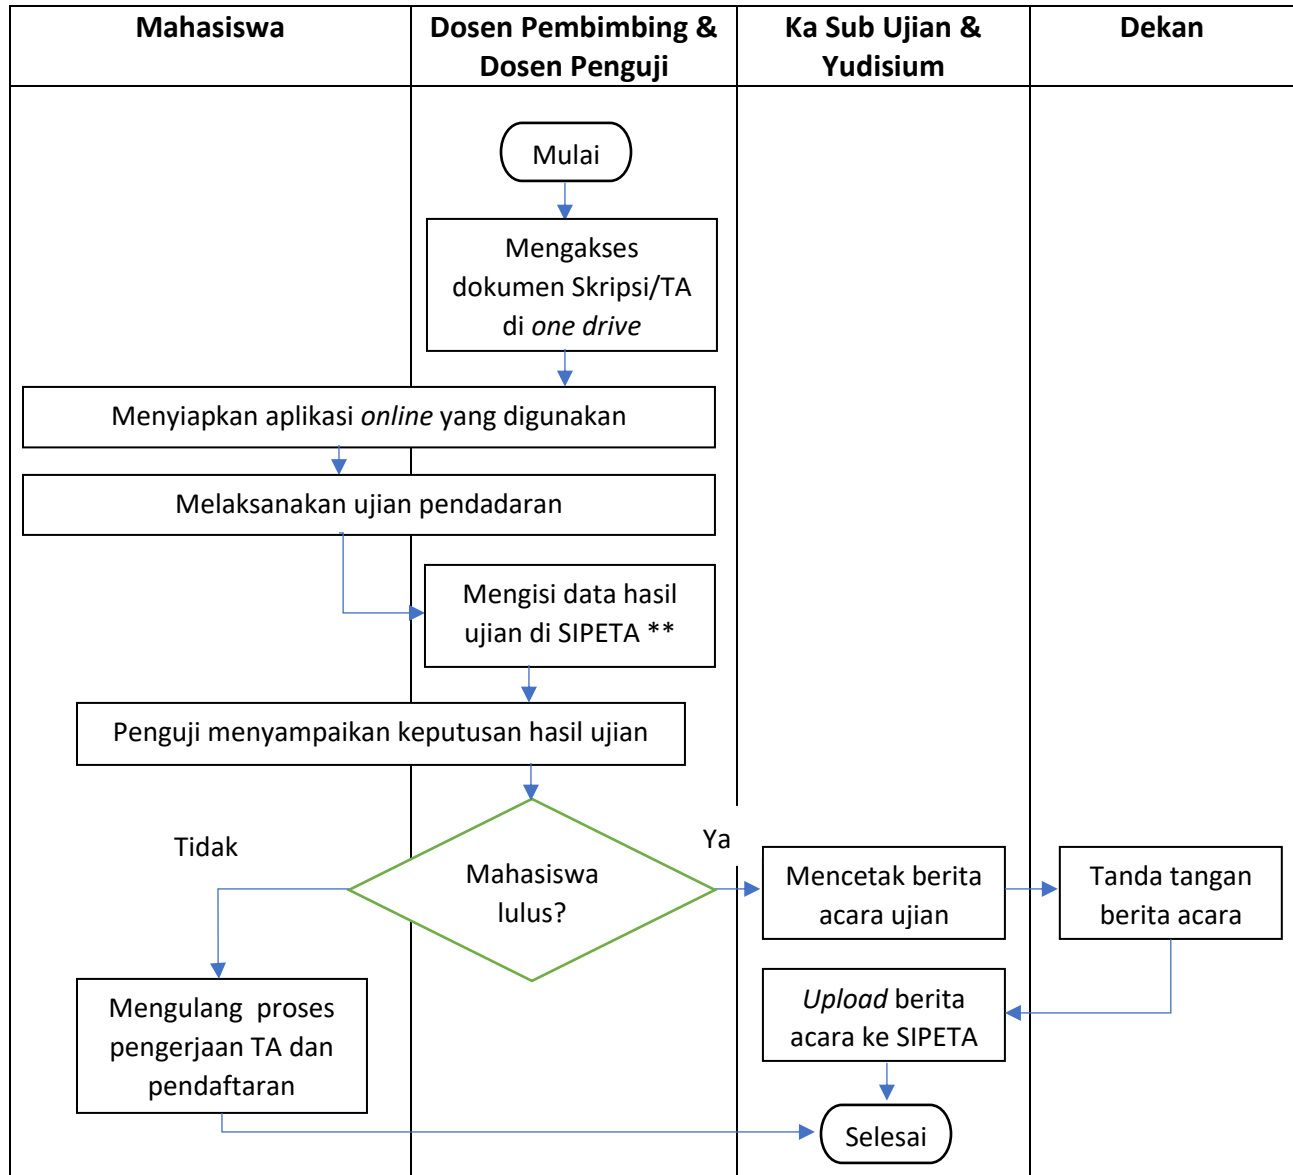 Mahasiswa
Dosen Pembimbing &
Dosen Penguji
Ka Sub Ujian &
Yudisium
Dekan
Mulai
Mengakses
dokumen Skripsi/TA
di one drive
Menyiapkan aplikasi online yang digunakan
Melaksanakan ujian pendadaran
Mengisi data hasil
ujian di SIPETA **
Penguji menyampaikan keputusan hasil ujian
Tidak
Mahasiswa
lulus?
Ya
Mencetak berita
acara ujian
Tanda tangan
berita acara
Mengulang proses
pengerjaan TA dan
pendaftaran
Upload berita
acara ke SIPETA
Selesai